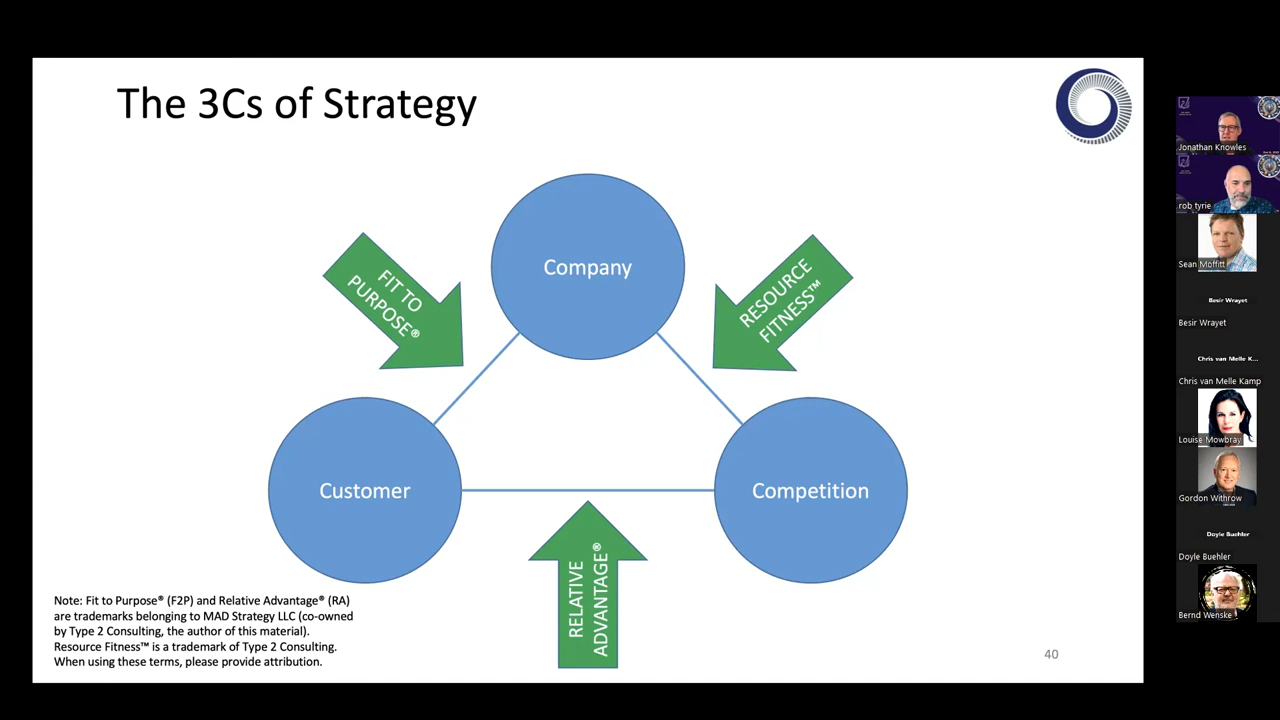 The 3Cs of Strategy
Company
FIT TO
PURPOSE®
RESOURCE
FITNESS™
Customer
Competition
RELATIVE
ADVANTAGE®
Note: Fit to Purpose® (F2P) and Relative Advantage® (RA)
are trademarks belonging to MAD Strategy LLC (co-owned
by Type 2 Consulting, the author of this material).
Resource Fitness™ is a trademark of Type 2 Consulting.
When using these terms, please provide attribution.
40
Jonathan Knowles
rob tyrie
Sean Moffitt
Besir Wrayet
Besir Wrayet
Chris van Melle K...
Chris van Melle Kamp
Louise Mowbray
Gordon Withrow
Doyle Buehler
Doyle Buehler
Bernd Wenske